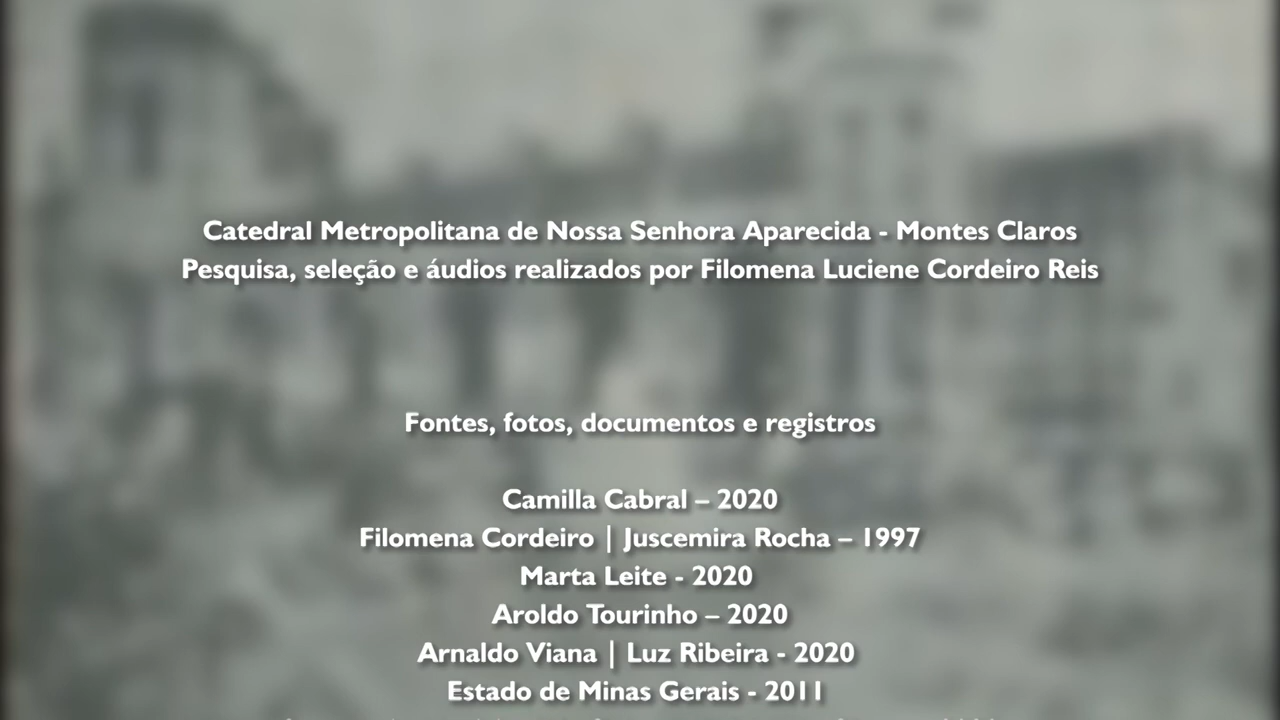 Catedral Metropolitana de Nossa Senhora Aparecida - Montes Claros
Pesquisa, seleção e áudios realizados por Filomena Luciene Cordeiro Reis
Fontes, fotos, documentos e registros
Camilla Cabral – 2020
Filomena Cordeiro | Juscemira Rocha – 1997
Marta Leite - 2020
Aroldo Tourinho – 2020
Arnaldo Viana | Luz Ribeira - 2020
Estado de Minas Gerais - 2011